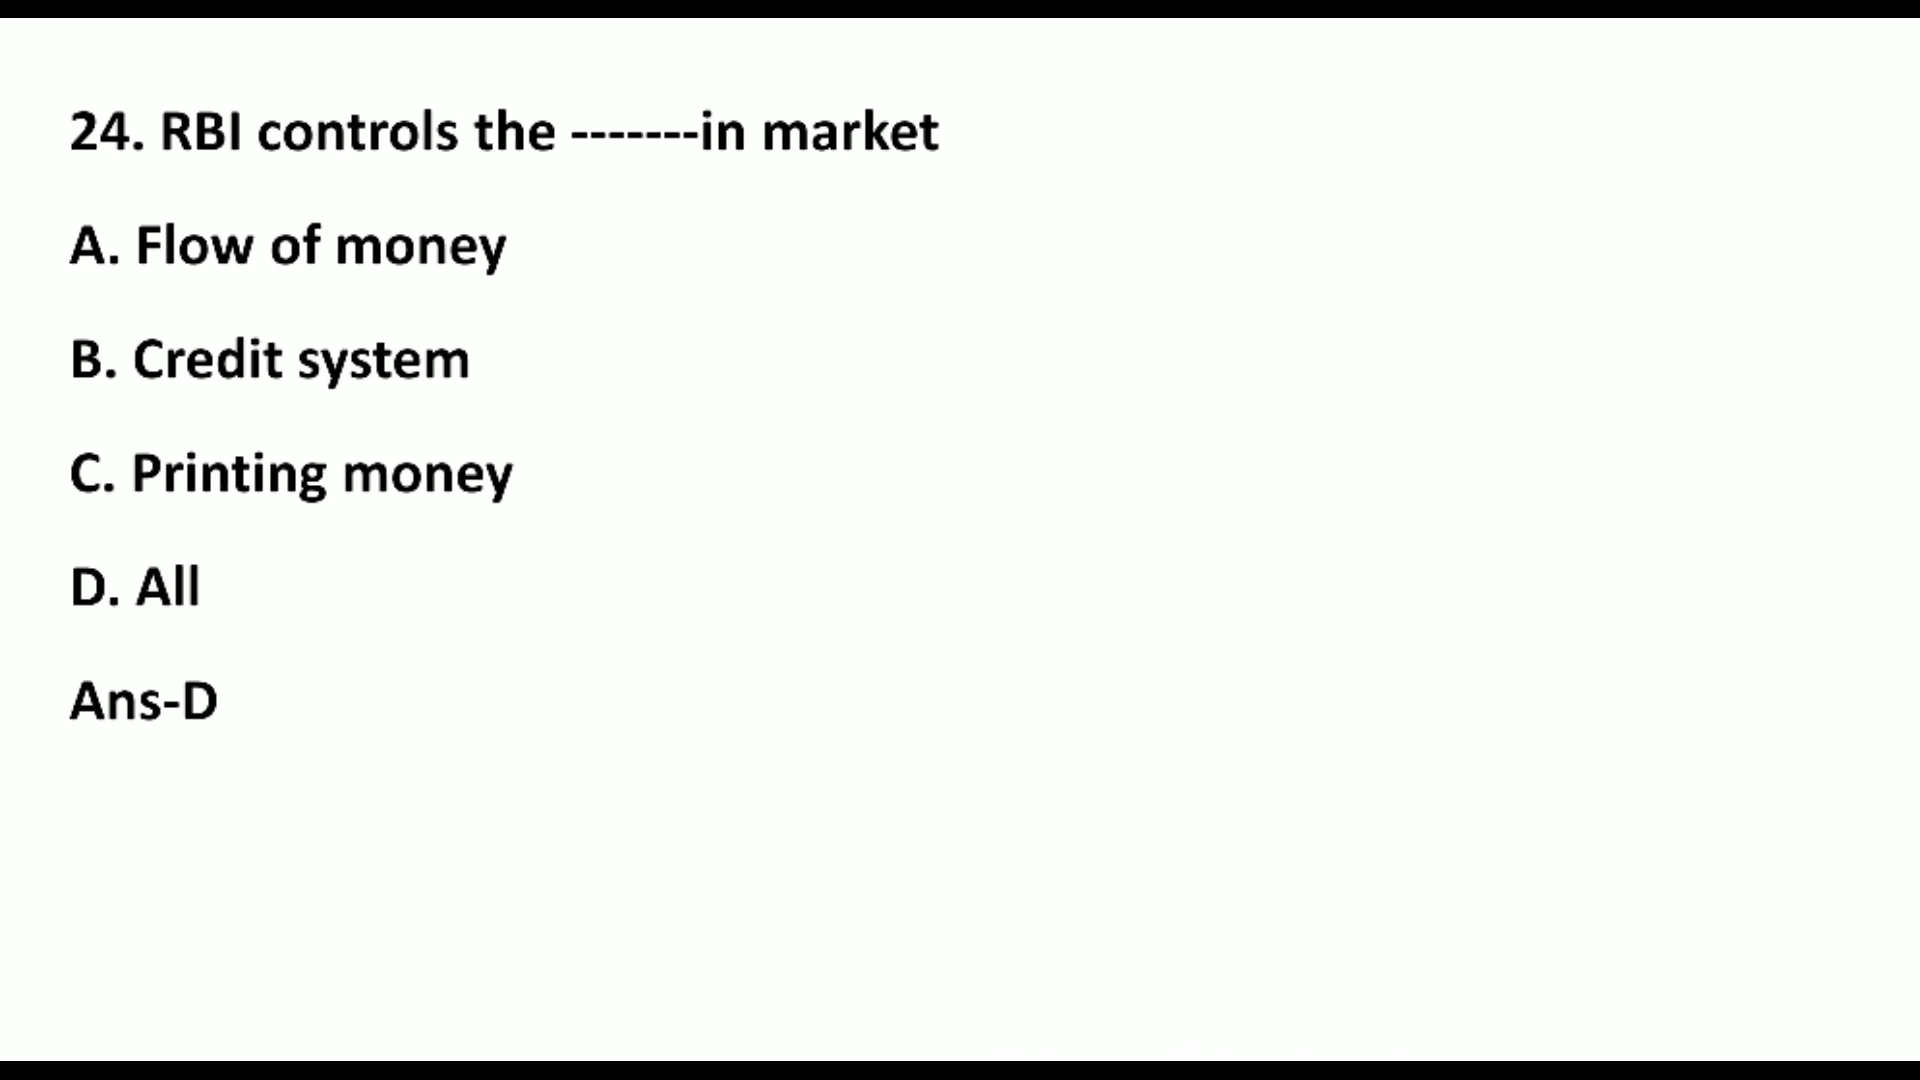 24. RBI controls the -------in market
A. Flow of money
B. Credit system
C. Printing money
D. All
Ans-D